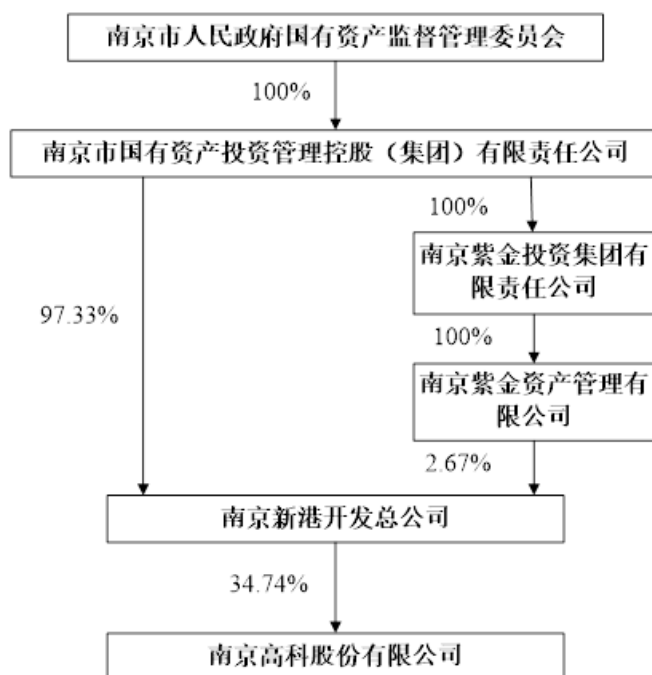 南京市人民政府国有资产监督管理委员会
100%
南京市国有资产投资管理控股（集团）有限责任公司
100%
南京紫金投资集团有
限责任公司
97.33%
100%
南京紫金资产管理有
限公司
2.67%
南京新港开发总公司
34.74%
南京高科股份有限公司